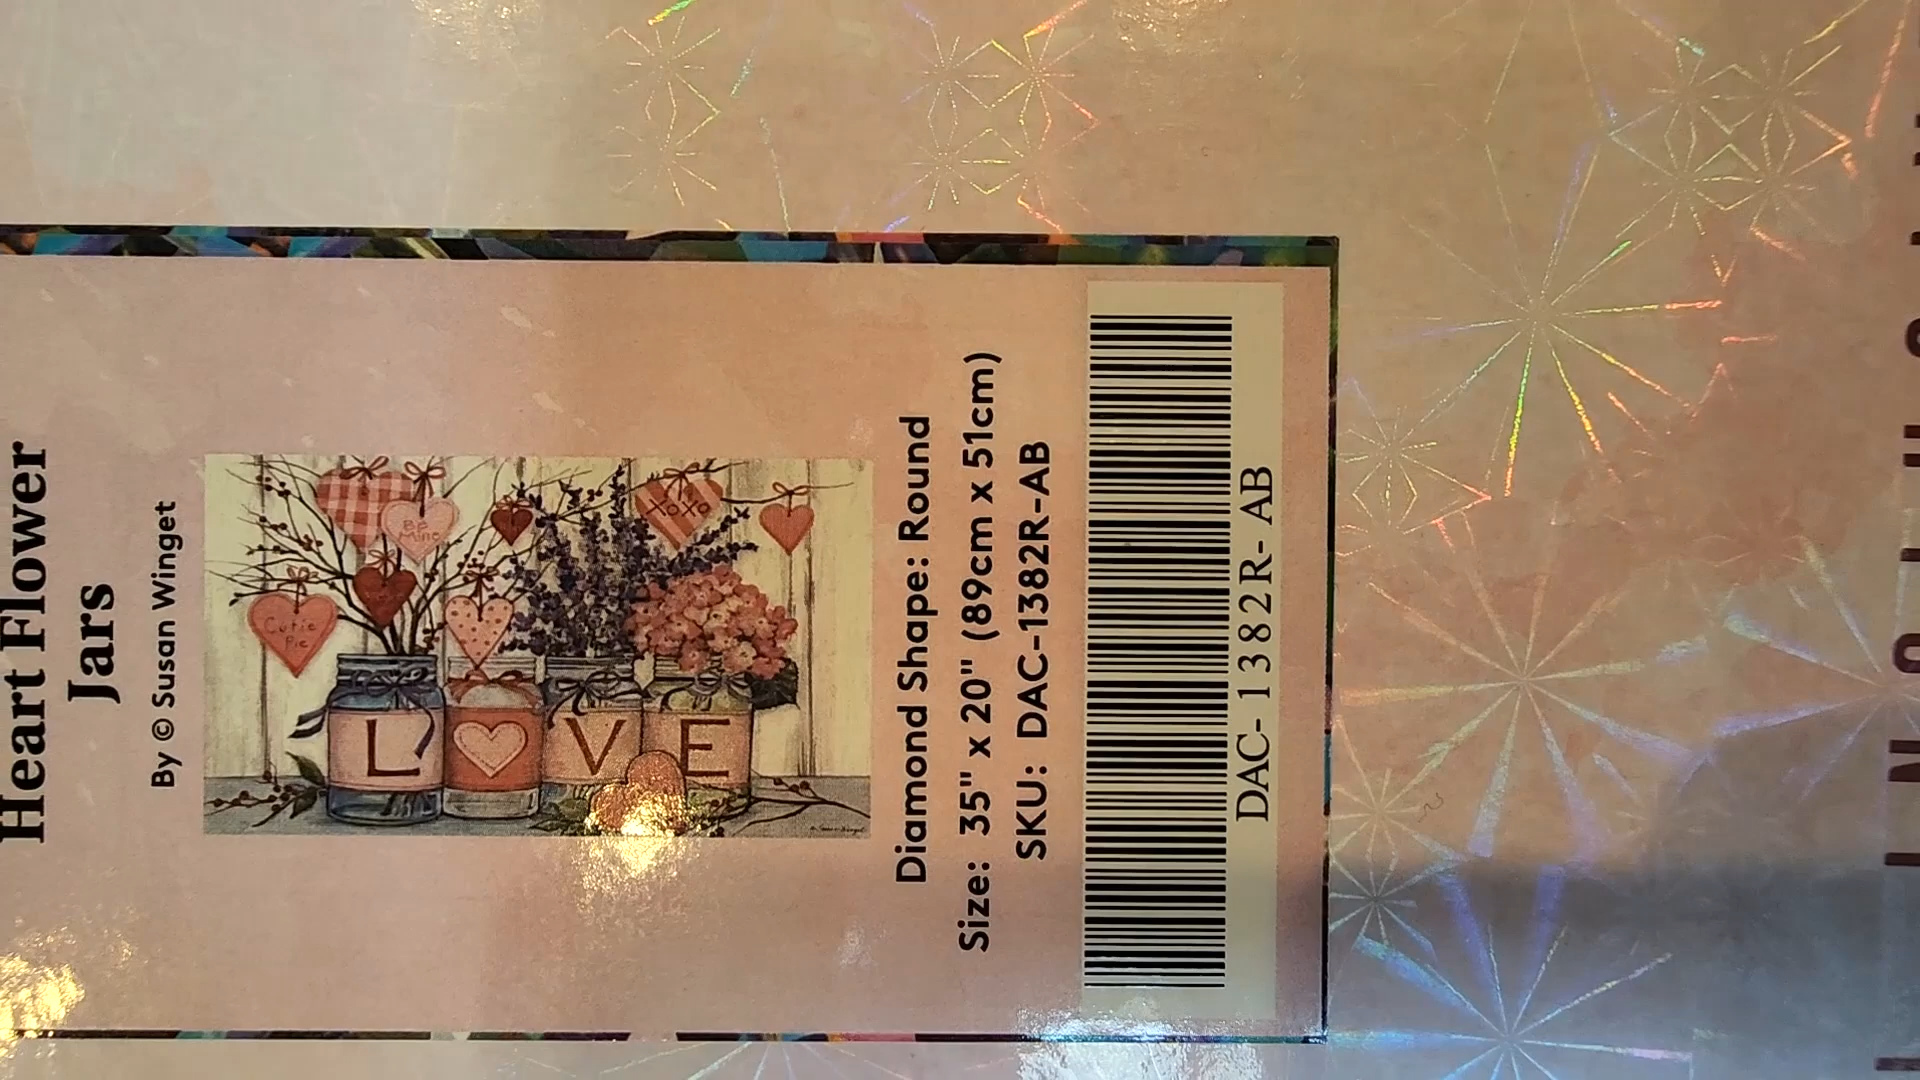 Heart Flower
Jars
By © Susan Winget
Cutie
Pie
Be
Mine
XoXo
L
V
E
Diamond Shape: Round
Size: 35" x 20" (89cm x 51cm)
SKU: DAC-1382R-AB
DAC-1382R-AB